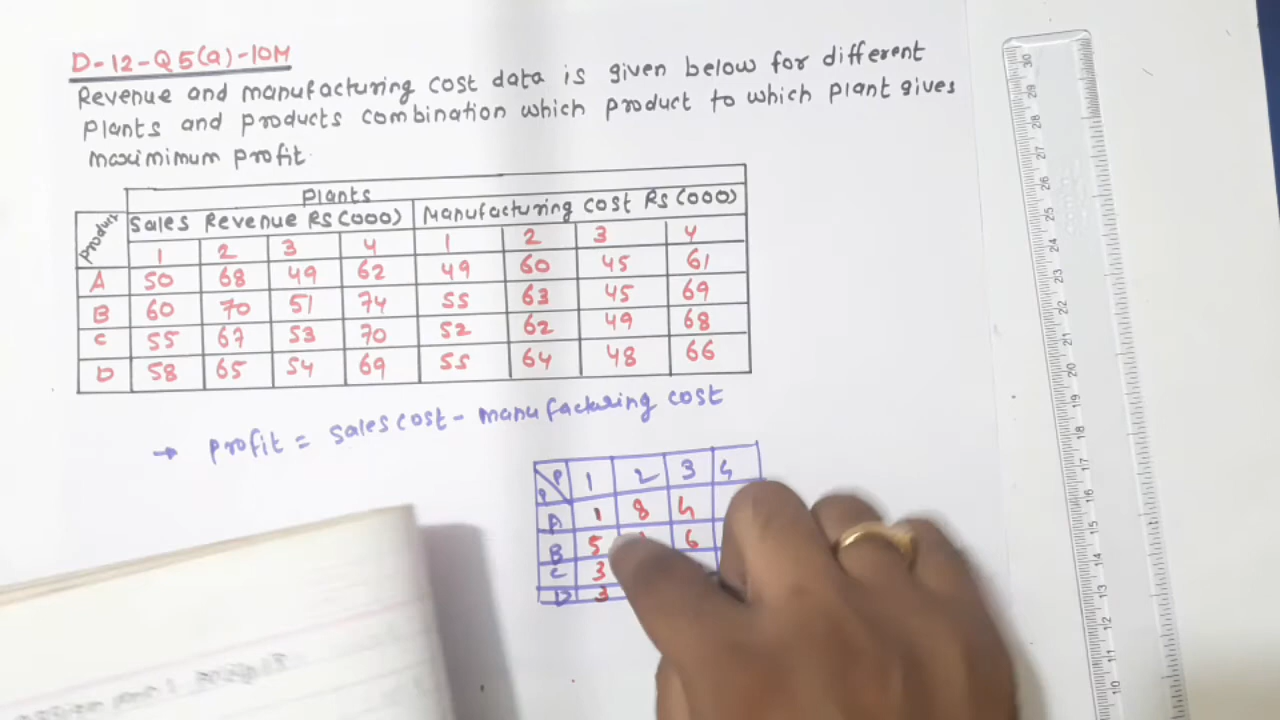 D-12-Q5(a)-10M
Revenue and manufacturing cost data is given below for different
Plants and products combination which product to which plant gives
maximimum profit.
Plants
Product Sales Revenue Rs (000) Manufacturing cost Rs (000)
1 2 3 4 1 2 3 4
A 50 68 49 62 49 60 45 61
B 60 70 51 74 55 63 45 69
C 55 67 53 70 52 62 49 68
D 58 65 54 69 55 64 48 66
→ Profit = Sales cost - manufacturing cost
P P 1 2 3 4
A 1 8 4
B 5 6
C 3
D 3